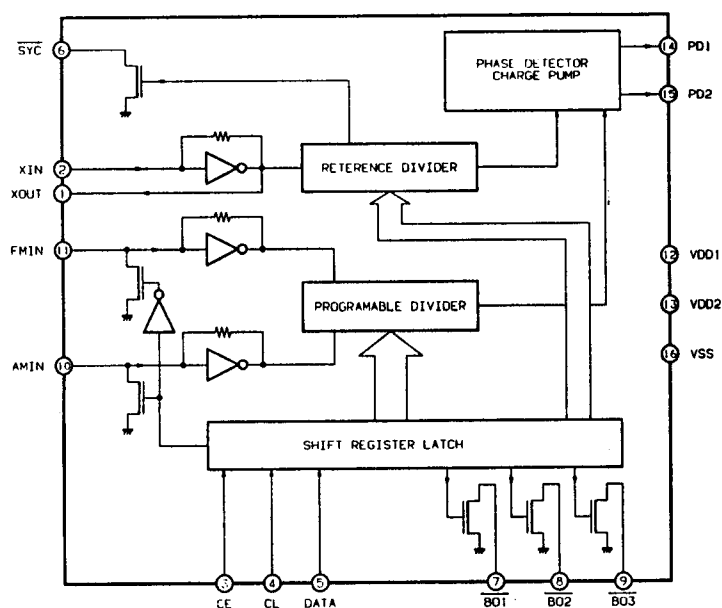 SYC
6
PHASE DETECTOR
CHARGE PUMP
14 PD1
15 PD2
XIN 2
RETERENCE DIVIDER
XOUT 1
FMIN 11
12 VDD1
PROGRAMABLE DIVIDER
13 VDD2
16 VSS
AMIN 10
SHIFT REGISTER LATCH
3 4 5 7 8 9
CE CL DATA BO1 BO2 BO3